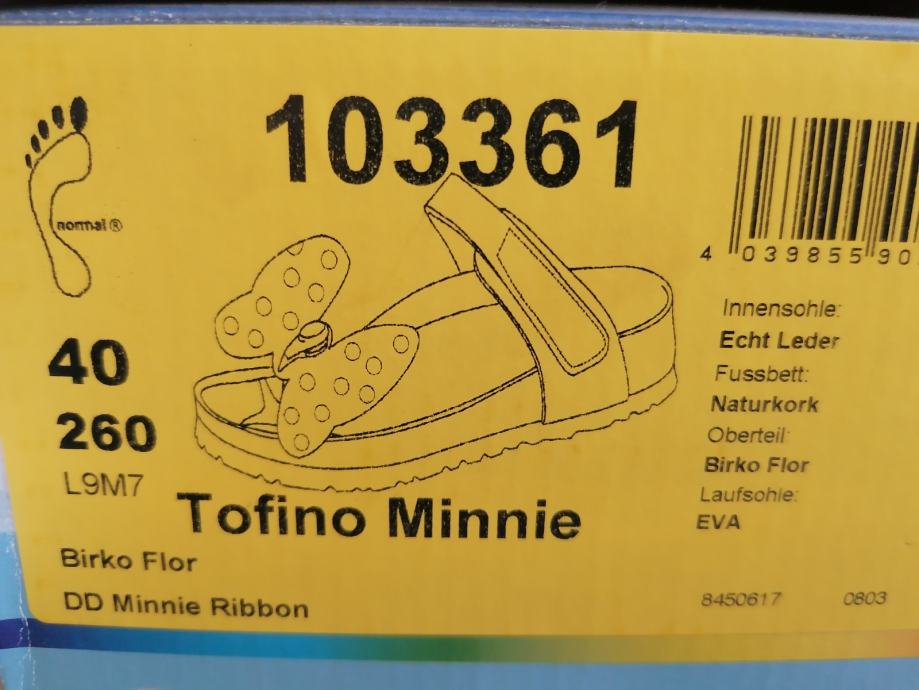 103361
normal®
4 039855 90
40
260
L9M7
Tofino Minnie
Birko Flor
DD Minnie Ribbon
Innensohle:
Echt Leder
Fussbett:
Naturkork
Oberteil:
Birko Flor
Laufsohle:
EVA
8450617 0803